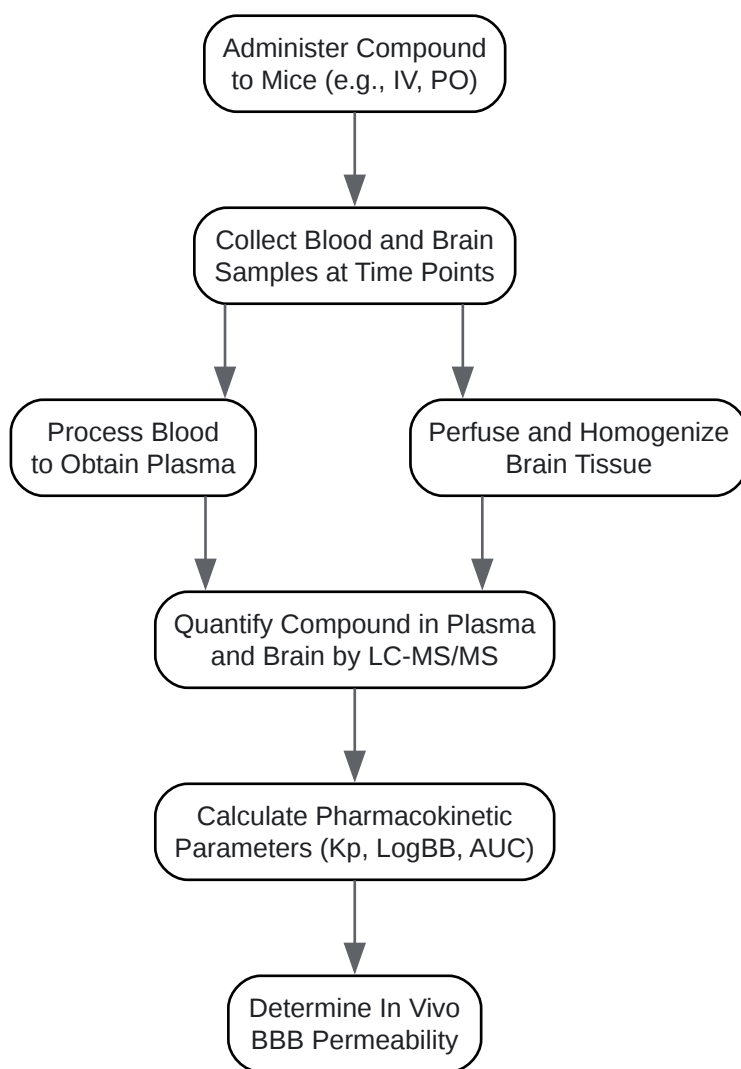 Administer Compound
to Mice (e.g., IV, PO)
Collect Blood and Brain
Samples at Time Points
Process Blood
to Obtain Plasma
Perfuse and Homogenize
Brain Tissue
Quantify Compound in Plasma
and Brain by LC-MS/MS
Calculate Pharmacokinetic
Parameters (Kp, LogBB, AUC)
Determine In Vivo
BBB Permeability